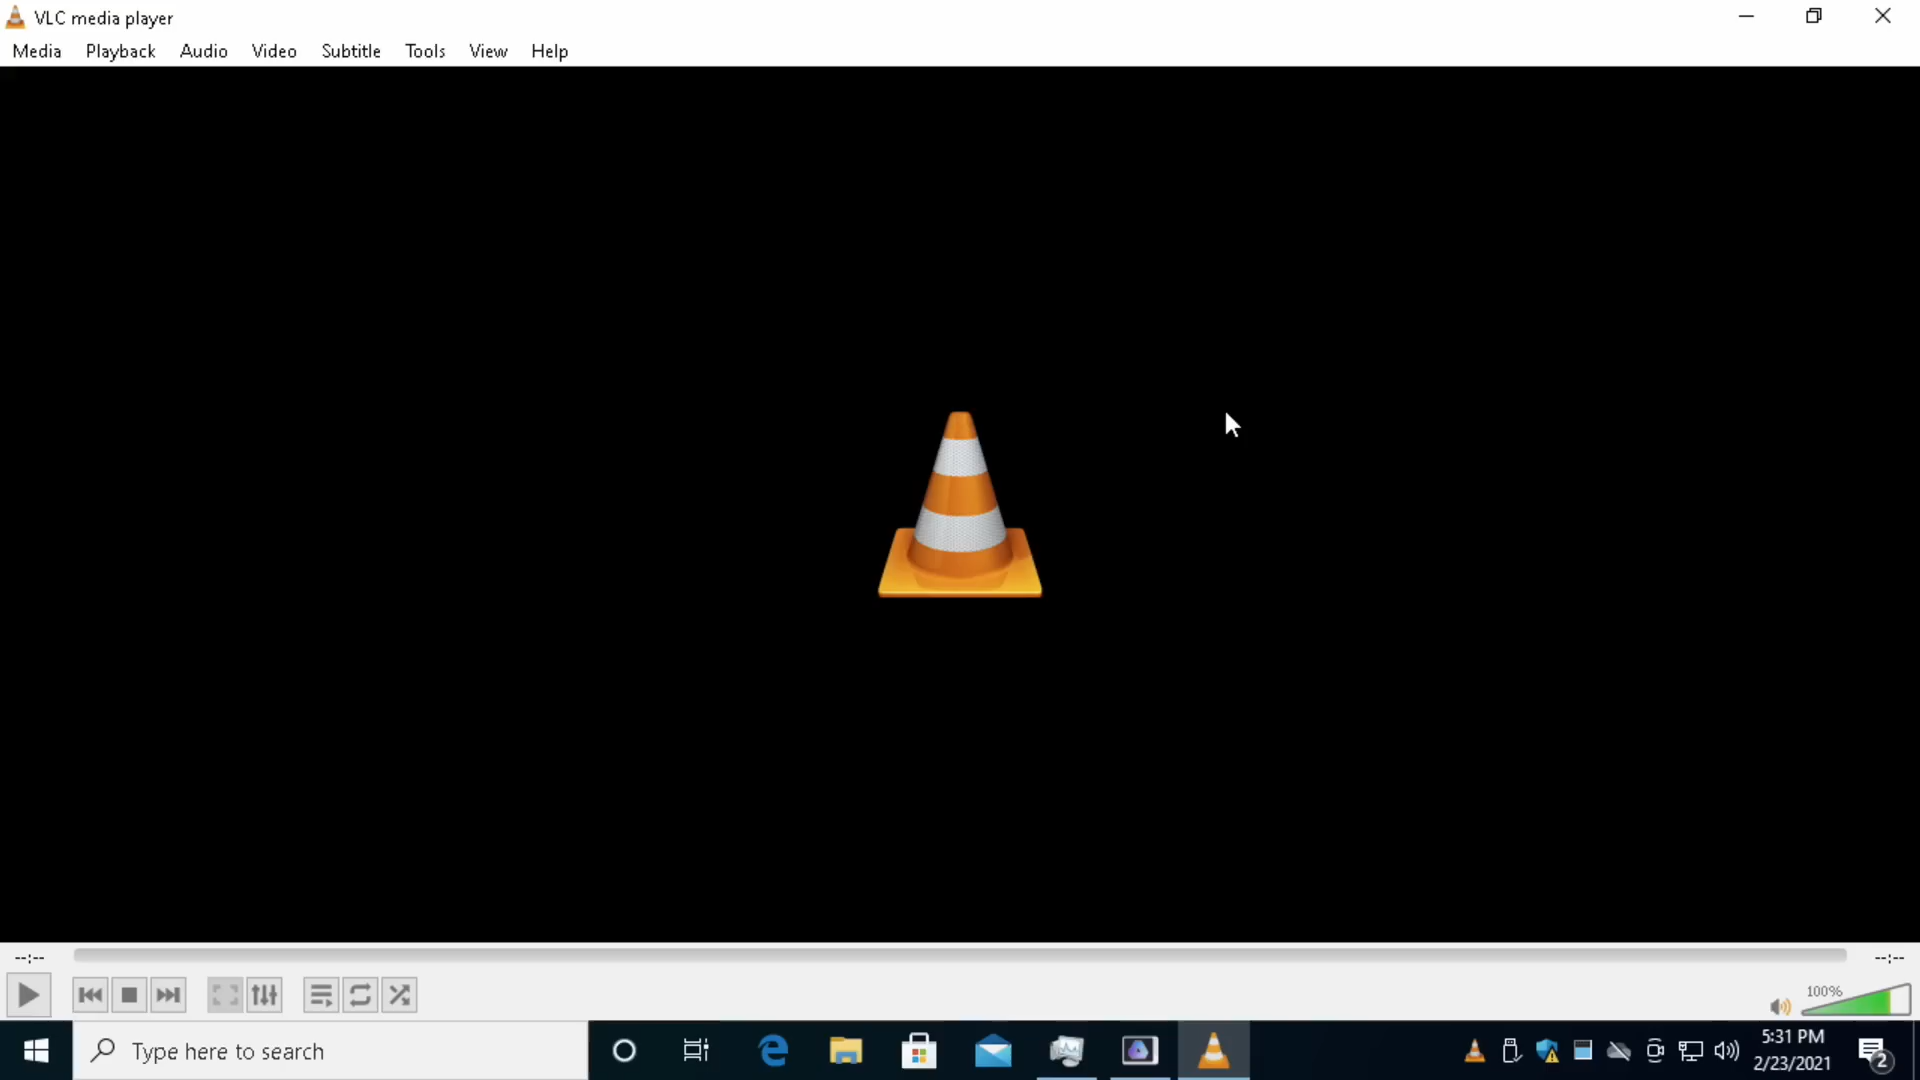 VLC media player
Media Playback Audio Video Subtitle Tools View Help
--:-- --:--
100%
Type here to search
5:31 PM
2/23/2021
2